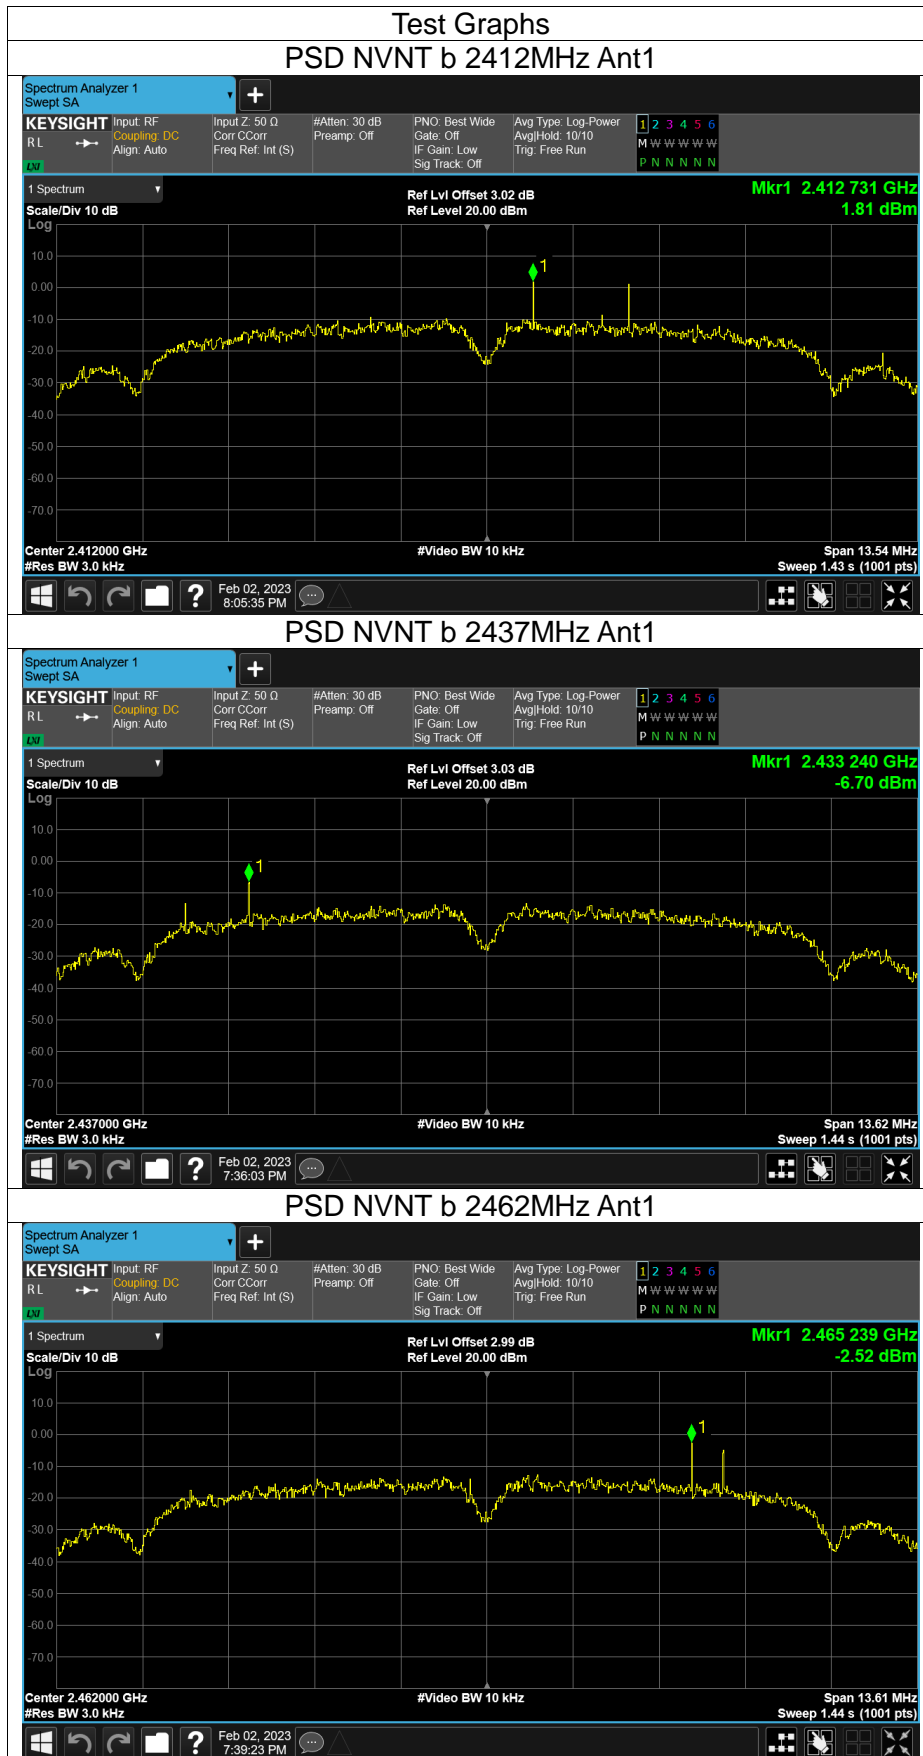 Test Graphs
PSD NVNT b 2412MHz Ant1
Spectrum Analyzer 1
Swept SA
+
KEYSIGHT Input: RF Input Z: 50 Ω #Atten: 30 dB PNO: Best Wide Avg Type: Log-Power 1 2 3 4 5 6
R L Coupling: DC Corr CCorr Preamp: Off Gate: Off Avg|Hold: 10/10 M W W W W W
Align: Auto Freq Ref: Int (S) IF Gain: Low Trig: Free Run
LXI Sig Track: Off P N N N N N
1 Spectrum Ref Lvl Offset 3.02 dB Mkr1 2.412 731 GHz
Scale/Div 10 dB Ref Level 20.00 dBm 1.81 dBm
Log
10.0
1
0.00
-10.0
-20.0
-30.0
-40.0
-50.0
-60.0
-70.0
Center 2.412000 GHz #Video BW 10 kHz Span 13.54 MHz
#Res BW 3.0 kHz Sweep 1.43 s (1001 pts)
? Feb 02, 2023
8:05:35 PM
PSD NVNT b 2437MHz Ant1
Spectrum Analyzer 1
Swept SA
+
KEYSIGHT Input: RF Input Z: 50 Ω #Atten: 30 dB PNO: Best Wide Avg Type: Log-Power 1 2 3 4 5 6
R L Coupling: DC Corr CCorr Preamp: Off Gate: Off Avg|Hold: 10/10 M W W W W W
Align: Auto Freq Ref: Int (S) IF Gain: Low Trig: Free Run
LXI Sig Track: Off P N N N N N
1 Spectrum Ref Lvl Offset 3.03 dB Mkr1 2.433 240 GHz
Scale/Div 10 dB Ref Level 20.00 dBm -6.70 dBm
Log
10.0
0.00
1
-10.0
-20.0
-30.0
-40.0
-50.0
-60.0
-70.0
Center 2.437000 GHz #Video BW 10 kHz Span 13.62 MHz
#Res BW 3.0 kHz Sweep 1.44 s (1001 pts)
? Feb 02, 2023
7:36:03 PM
PSD NVNT b 2462MHz Ant1
Spectrum Analyzer 1
Swept SA
+
KEYSIGHT Input: RF Input Z: 50 Ω #Atten: 30 dB PNO: Best Wide Avg Type: Log-Power 1 2 3 4 5 6
R L Coupling: DC Corr CCorr Preamp: Off Gate: Off Avg|Hold: 10/10 M W W W W W
Align: Auto Freq Ref: Int (S) IF Gain: Low Trig: Free Run
LXI Sig Track: Off P N N N N N
1 Spectrum Ref Lvl Offset 2.99 dB Mkr1 2.465 239 GHz
Scale/Div 10 dB Ref Level 20.00 dBm -2.52 dBm
Log
10.0
1
0.00
-10.0
-20.0
-30.0
-40.0
-50.0
-60.0
-70.0
Center 2.462000 GHz #Video BW 10 kHz Span 13.61 MHz
#Res BW 3.0 kHz Sweep 1.44 s (1001 pts)
? Feb 02, 2023
7:39:23 PM